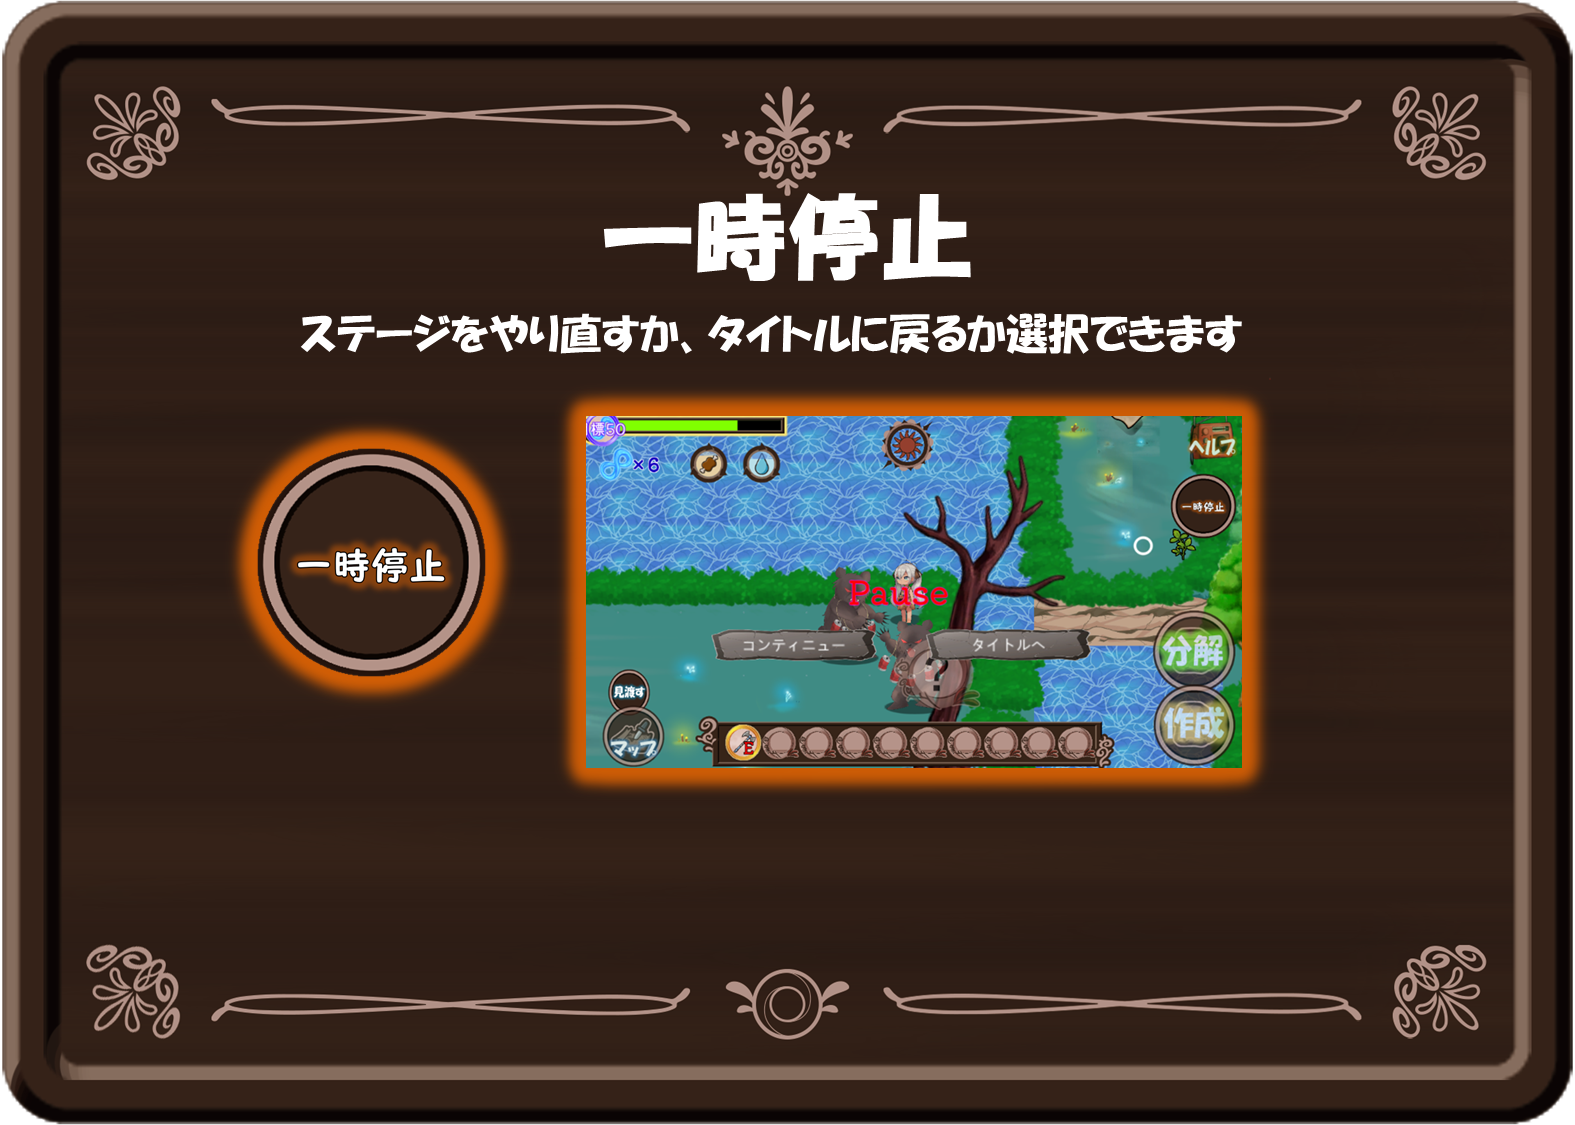 一時停止
ステージをやり直すか、タイトルに戻るか選択できます
一時停止
標50
×6
ヘルプ
一時停止
Pause
コンティニュー
タイトルへ
?
分解
見渡す
マップ
E
作成